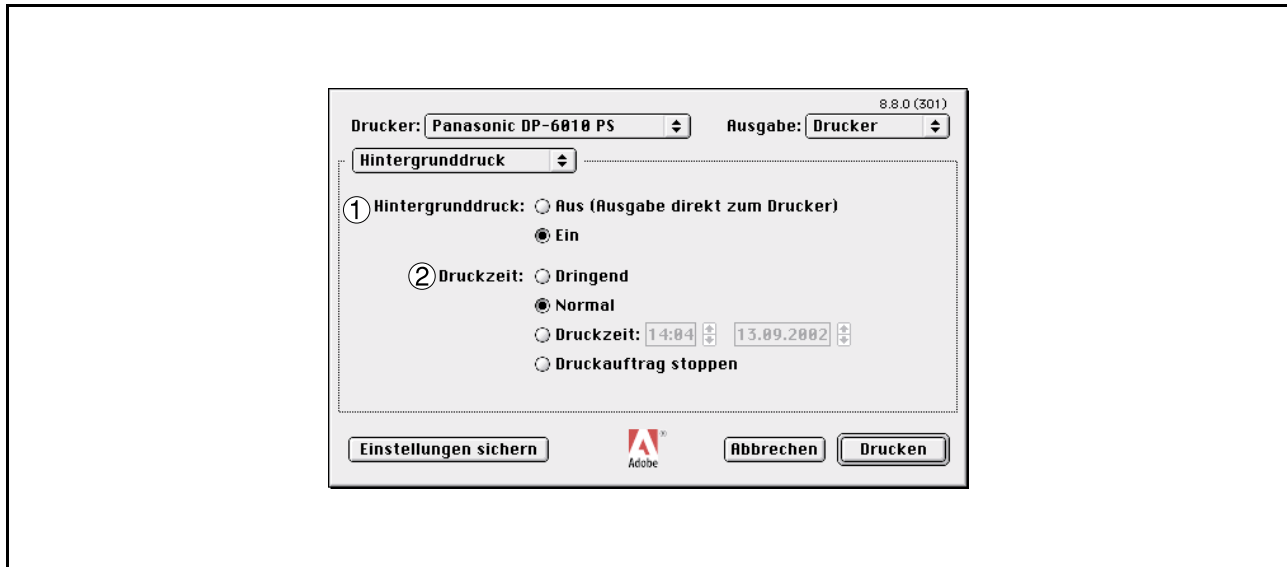 8.8.0 (301)
Drucker: Panasonic DP-6010 PS Ausgabe: Drucker
Hintergrunddruck
① Hintergrunddruck: Aus (Ausgabe direkt zum Drucker)
Ein
② Druckzeit: Dringend
Normal
Druckzeit: 14:04 13.09.2002
Druckauftrag stoppen
Einstellungen sichern Adobe ® Abbrechen Drucken